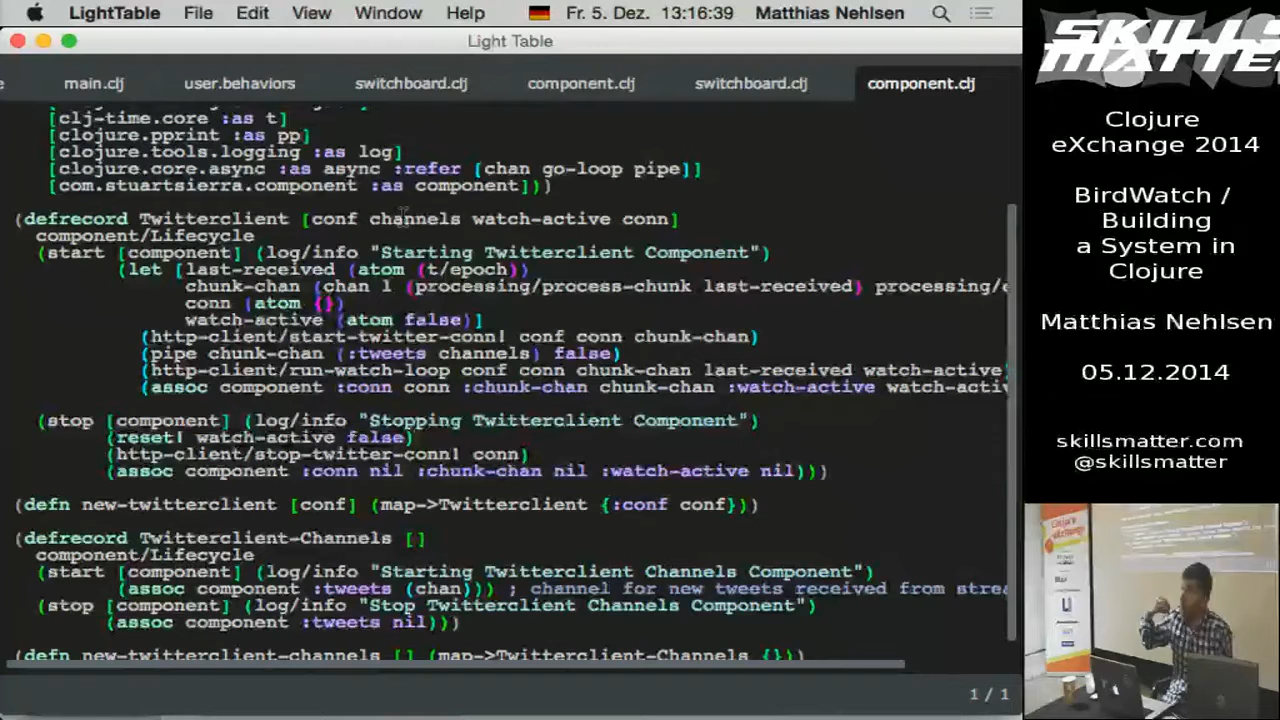 LightTable File Edit View Window Help Fr. 5. Dez. 13:16:39 Matthias Nehlsen
Light Table
main.clj user.behaviors switchboard.clj component.clj switchboard.clj component.clj
[clj-time.core :as t]
[clojure.pprint :as pp]
[clojure.tools.logging :as log]
[clojure.core.async :as async :refer [chan go-loop pipe]]
[com.stuartsierra.component :as component]))
(defrecord Twitterclient [conf channels watch-active conn]
component/Lifecycle
(start [component] (log/info "Starting Twitterclient Component")
(let [last-received (atom (t/epoch))
chunk-chan (chan 1 (processing/process-chunk last-received) processing/
conn (atom {})
watch-active (atom false)]
(http-client/start-twitter-conn! conf conn chunk-chan)
(pipe chunk-chan (:tweets channels) false)
(http-client/run-watch-loop conf conn chunk-chan last-received watch-active)
(assoc component :conn conn :chunk-chan chunk-chan :watch-active watch-activ
(stop [component] (log/info "Stopping Twitterclient Component")
(reset! watch-active false)
(http-client/stop-twitter-conn! conn)
(assoc component :conn nil :chunk-chan nil :watch-active nil)))
(defn new-twitterclient [conf] (map->Twitterclient {:conf conf}))
(defrecord Twitterclient-Channels []
component/Lifecycle
(start [component] (log/info "Starting Twitterclient Channels Component")
(assoc component :tweets (chan))) ; channel for new tweets received from strea
(stop [component] (log/info "Stop Twitterclient Channels Component")
(assoc component :tweets nil)))
(defn new-twitterclient-channels [] (map->Twitterclient-Channels {}))
1 / 1
SKILLS
MATTER
Clojure
eXchange 2014
BirdWatch /
Building
a System in
Clojure
Matthias Nehlsen
05.12.2014
skillsmatter.com
@skillsmatter